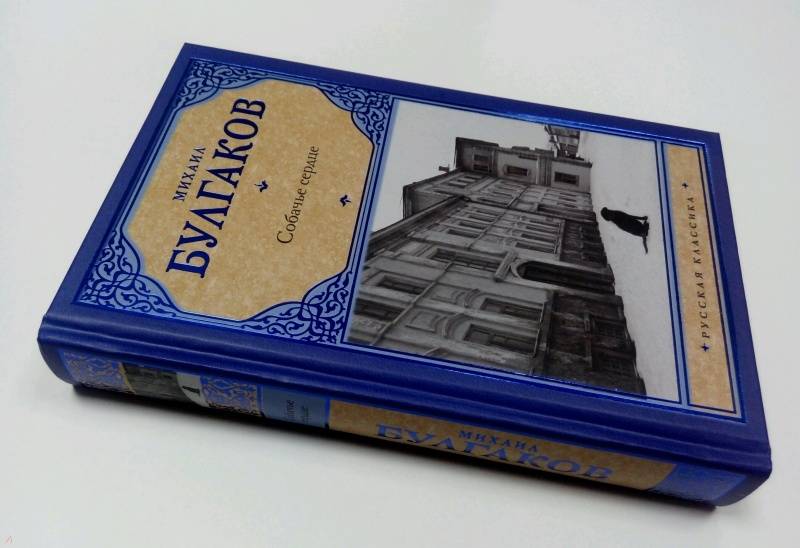 МИХАИЛ
БУЛГАКОВ
Собачье сердце
РУССКАЯ КЛАССИКА
МИХАИЛ
БУЛГАКОВ